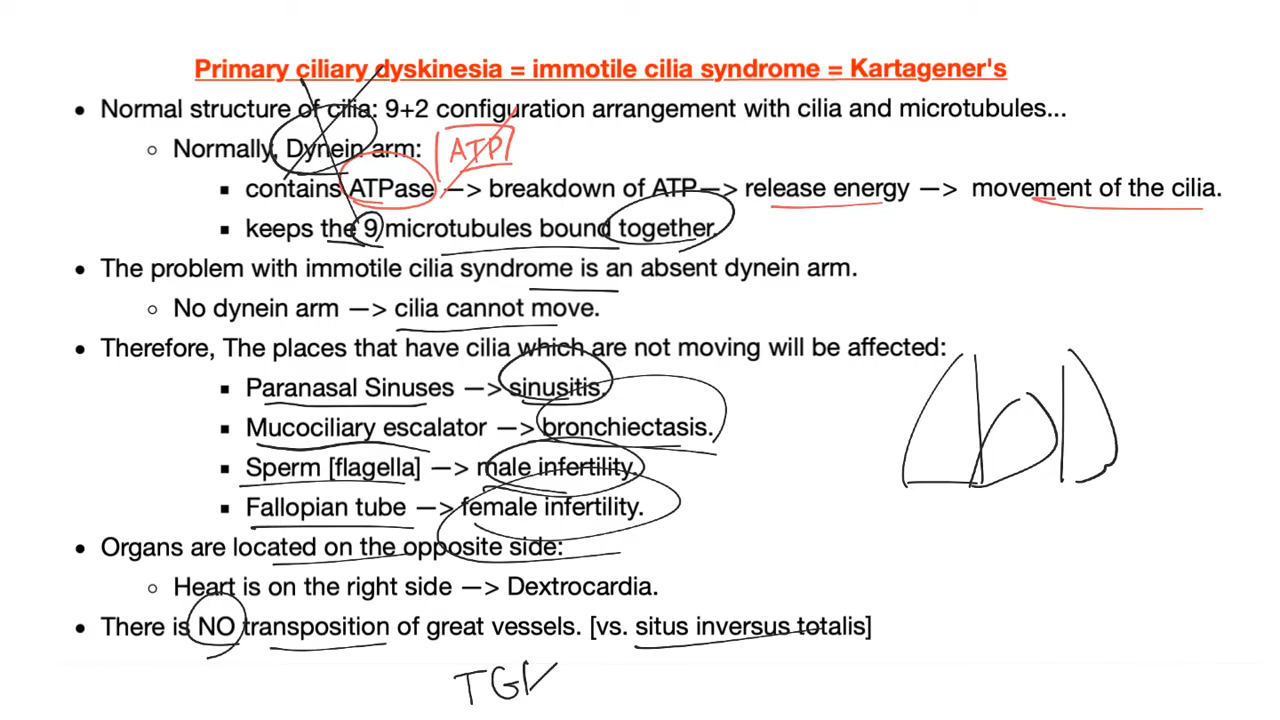 Primary ciliary dyskinesia = immotile cilia syndrome = Kartagener's
• Normal structure of cilia: 9+2 configuration arrangement with cilia and microtubules...
○ Normally, Dynein arm: ATP
▪ contains ATPase —> breakdown of ATP —> release energy —> movement of the cilia.
▪ keeps the 9 microtubules bound together.
• The problem with immotile cilia syndrome is an absent dynein arm.
○ No dynein arm —> cilia cannot move.
• Therefore, The places that have cilia which are not moving will be affected:
▪ Paranasal Sinuses —> sinusitis.
▪ Mucociliary escalator —> bronchiectasis.
▪ Sperm [flagella] —> male infertility.
▪ Fallopian tube —> female infertility.
• Organs are located on the opposite side:
○ Heart is on the right side —> Dextrocardia.
• There is NO transposition of great vessels. [vs. situs inversus totalis]
TGV